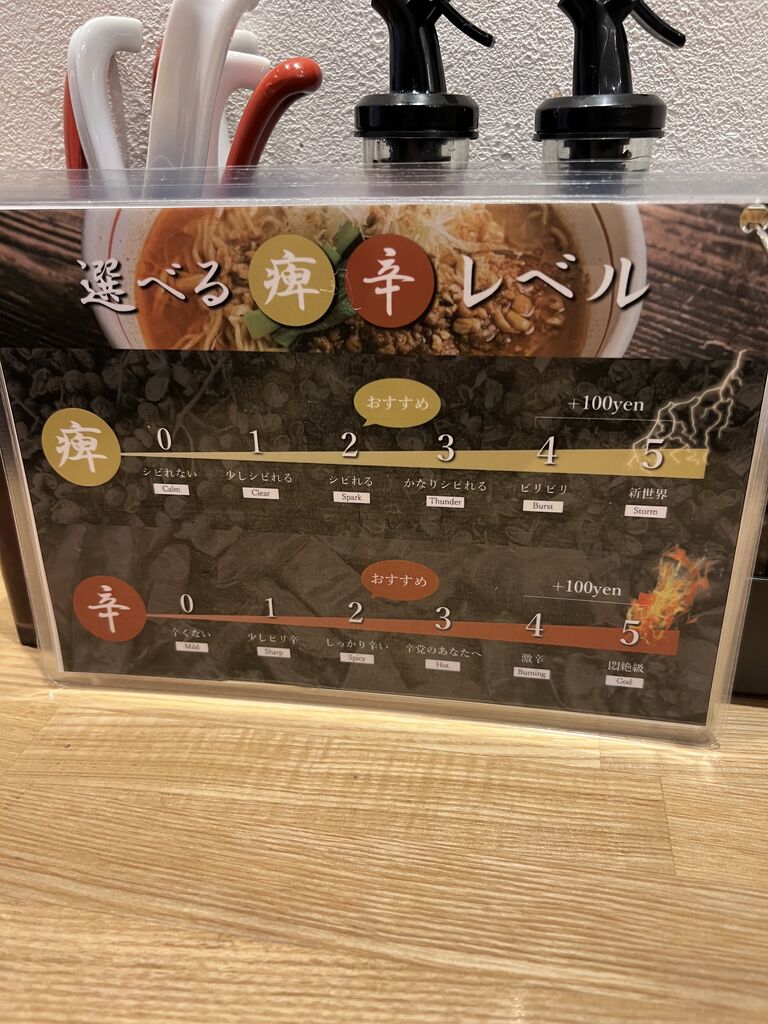 選べる 痺 辛 レベル
おすすめ
+100yen
痺 0 1 2 3 4 5
シビれない 少しシビれる シビれる かなりシビれる ビリビリ 新世界
Calm Clear Spark Thunder Burst Storm
おすすめ
+100yen
辛 0 1 2 3 4 5
辛くない 少しピリ辛 しっかり辛い 辛党のあなたへ 激辛 悶絶級
Mild Sharp Spicy Hot Burning God